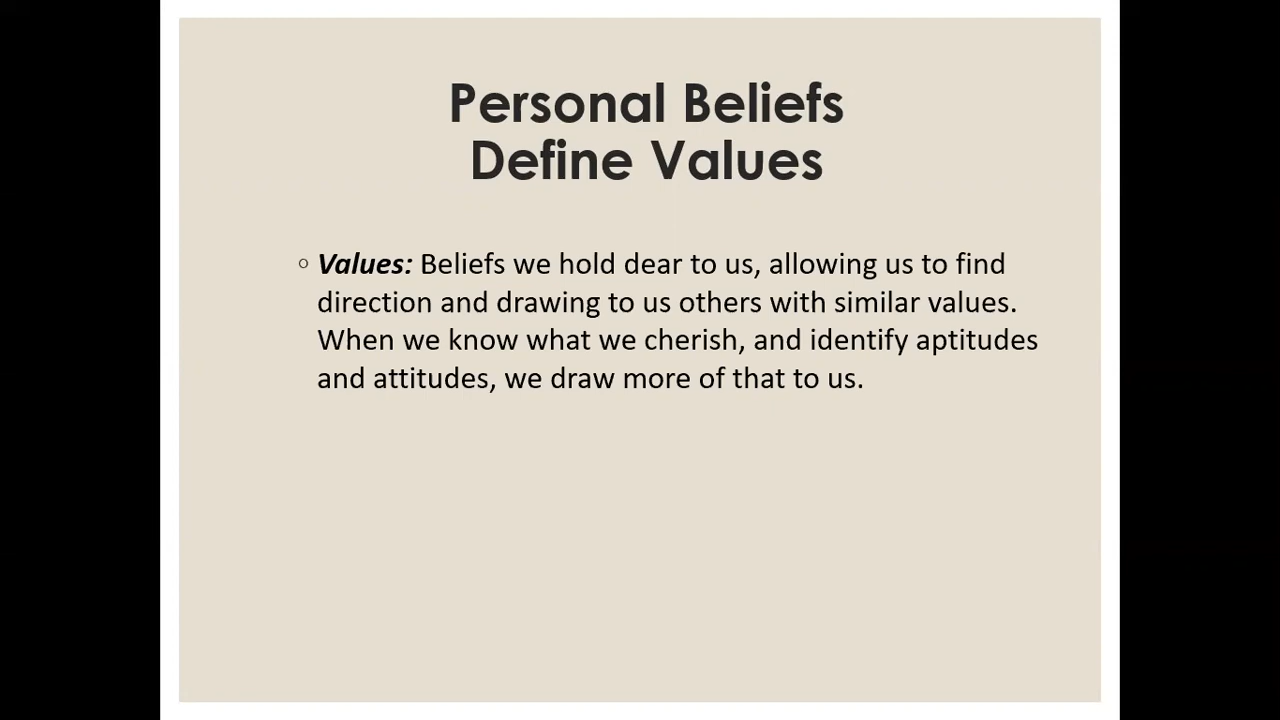 Personal Beliefs
Define Values
◦ Values: Beliefs we hold dear to us, allowing us to find
direction and drawing to us others with similar values.
When we know what we cherish, and identify aptitudes
and attitudes, we draw more of that to us.